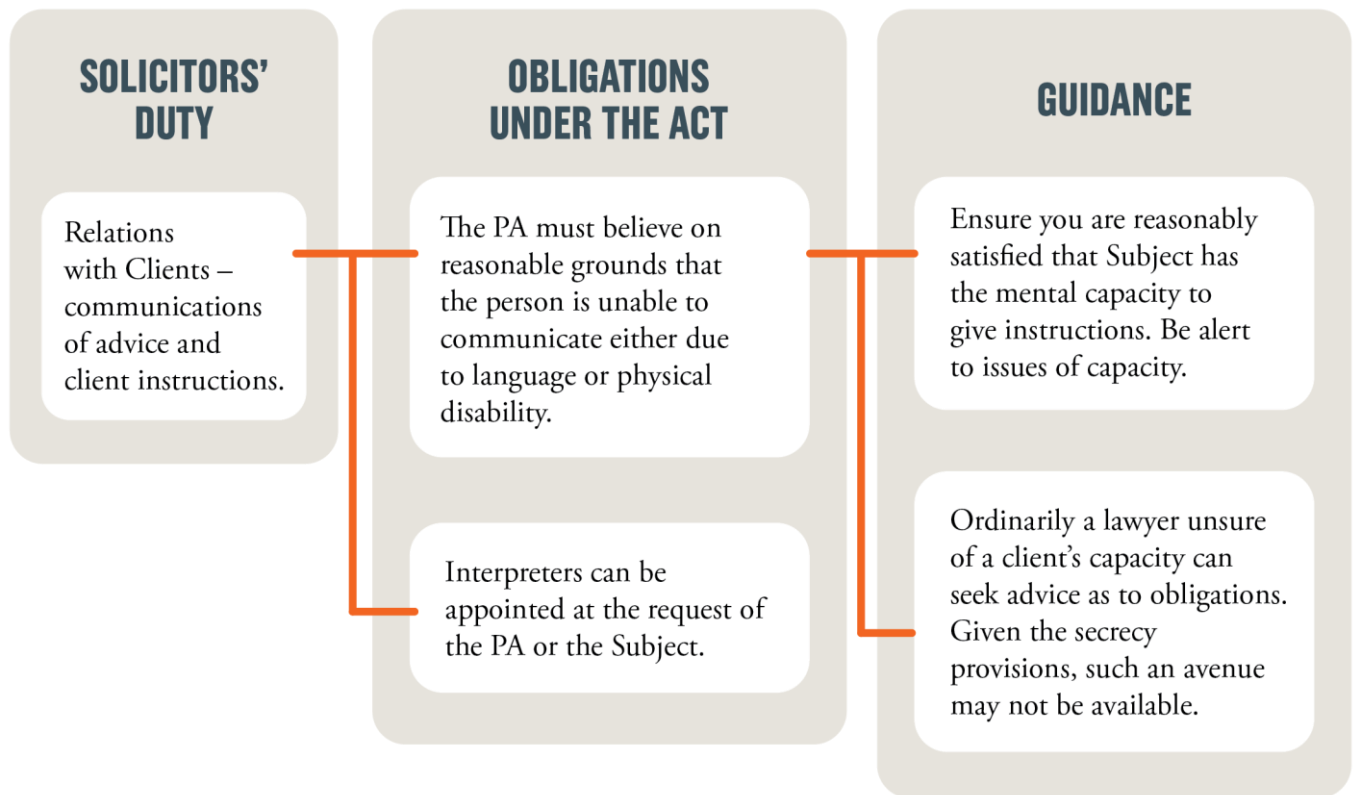 SOLICITORS’
DUTY
Relations
with Clients –
communications
of advice and
client instructions.
OBLIGATIONS
UNDER THE ACT
The PA must believe on
reasonable grounds that
the person is unable to
communicate either due
to language or physical
disability.
Interpreters can be
appointed at the request of
the PA or the Subject.
GUIDANCE
Ensure you are reasonably
satisfied that Subject has
the mental capacity to
give instructions. Be alert
to issues of capacity.
Ordinarily a lawyer unsure
of a client’s capacity can
seek advice as to obligations.
Given the secrecy
provisions, such an avenue
may not be available.